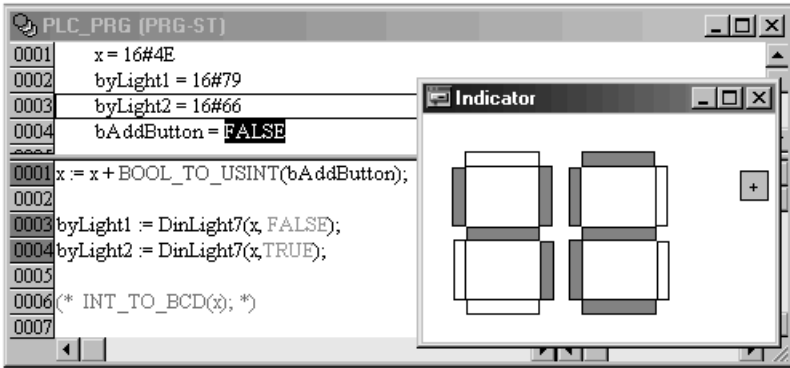 PLC_PRG (PRG-ST)
0001 x = 16#4E
0002 byLight1 = 16#79
0003 byLight2 = 16#66
0004 bAddButton = FALSE
Indicator
+
0001 x := x + BOOL_TO_USINT(bAddButton);
0002
0003 byLight1 := DinLight7(x, FALSE);
0004 byLight2 := DinLight7(x,TRUE);
0005
0006 (* INT_TO_BCD(x); *)
0007